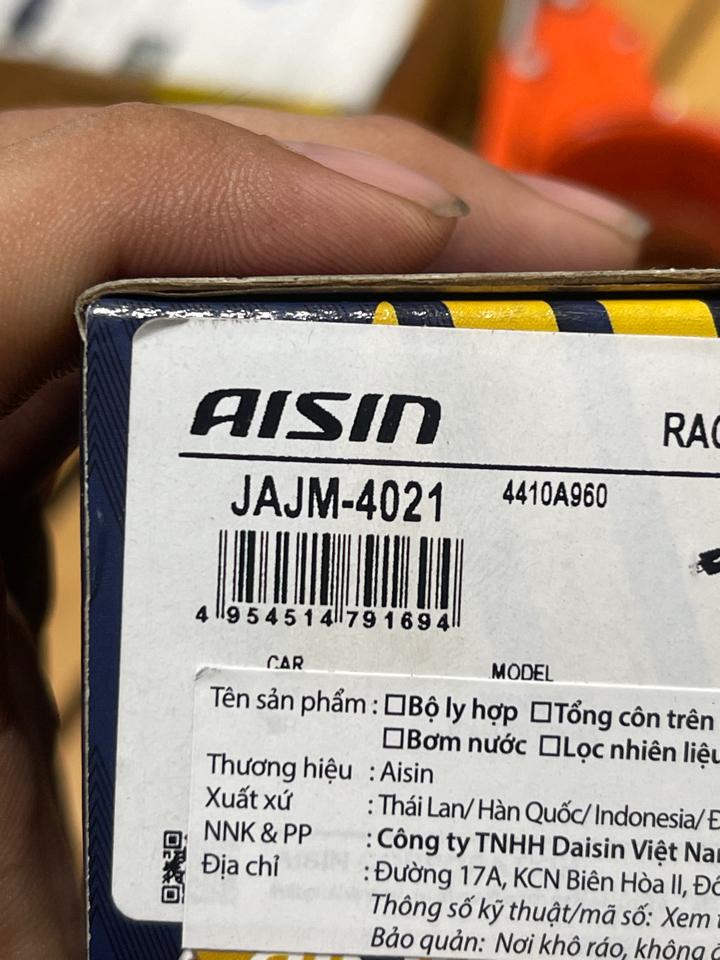 AISIN
RAC
JAJM-4021 4410A960
4 954514 791694
CAR MODEL
Tên sản phẩm : ☐Bộ ly hợp ☐Tổng côn trên
☐Bơm nước ☐Lọc nhiên liệu
Thương hiệu : Aisin
Xuất xứ : Thái Lan/ Hàn Quốc/ Indonesia/ Đ
NNK & PP : Công ty TNHH Daisin Việt Nam
Địa chỉ : Đường 17A, KCN Biên Hòa II, Đồ
Thông số kỹ thuật/mã số: Xem t
Bảo quản: Nơi khô ráo, không